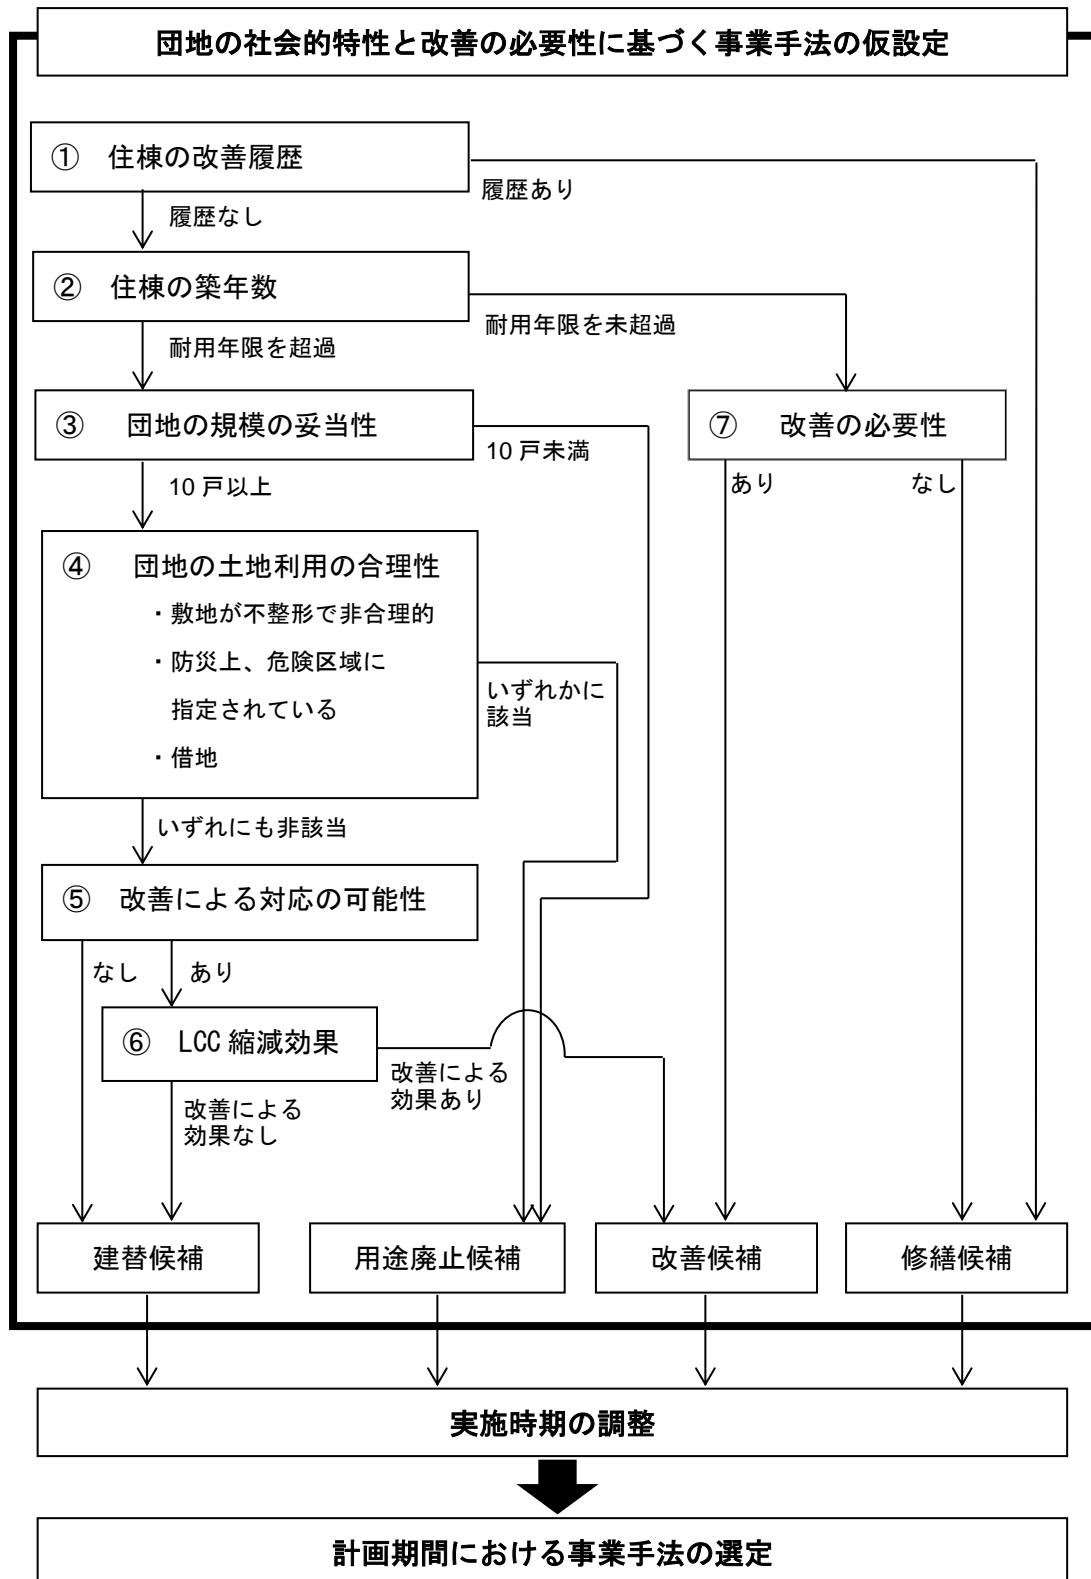 団地の社会的特性と改善の必要性に基づく事業手法の仮設定
① 住棟の改善履歴
履歴あり
履歴なし
② 住棟の築年数
耐用年限を未超過
耐用年限を超過
③ 団地の規模の妥当性
10戸未満
10戸以上
⑦ 改善の必要性
あり
なし
④ 団地の土地利用の合理性
・敷地が不整形で非合理的
・防災上、危険区域に
指定されている
・借地
いずれかに
該当
いずれにも非該当
⑤ 改善による対応の可能性
なし
あり
⑥ LCC縮減効果
改善による
効果あり
改善による
効果なし
建替候補
用途廃止候補
改善候補
修繕候補
実施時期の調整
計画期間における事業手法の選定